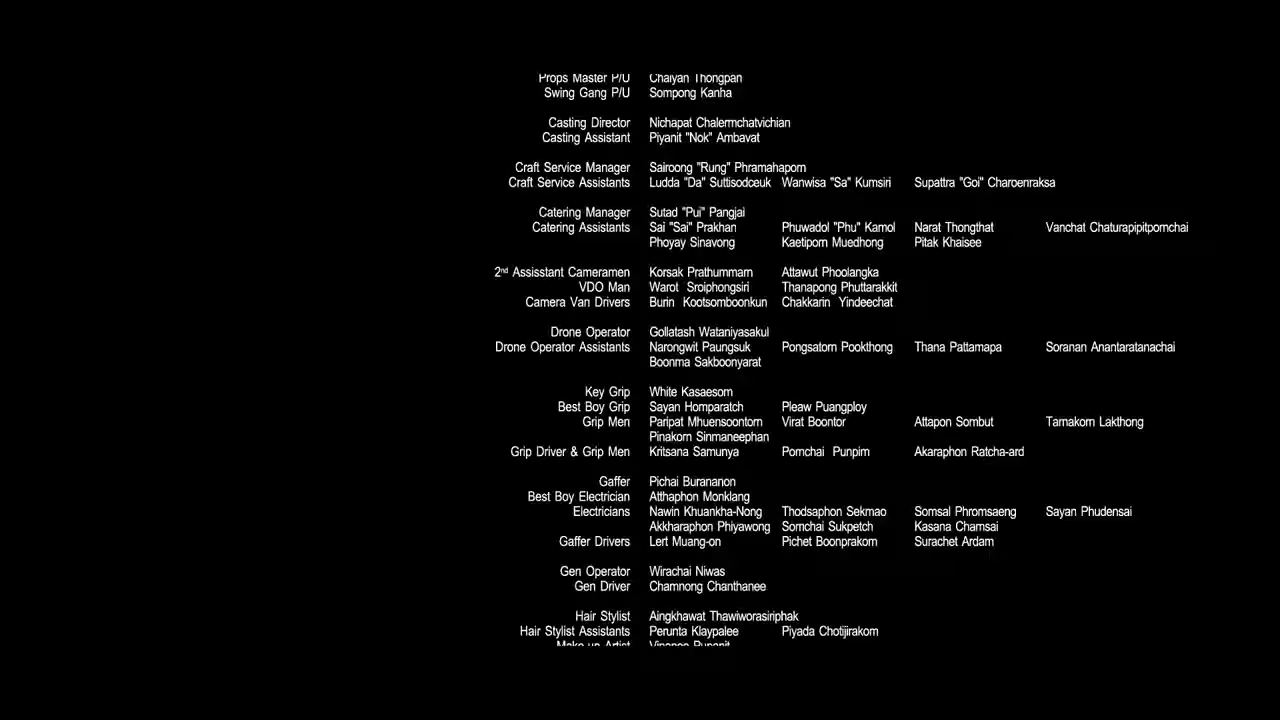 Props Master P/U Chaiyan Thongpan
Swing Gang P/U Sompong Kanha
Casting Director Nichapat Chalermchatvichian
Casting Assistant Piyanit "Nok" Ambavat
Craft Service Manager Sairoong "Rung" Phramahaporn
Craft Service Assistants Ludda "Da" Suttisodceuk Wanwisa "Sa" Kumsiri Supattra "Goi" Charoenraksa
Catering Manager Sutad "Pui" Pangjai
Catering Assistants Sai "Sai" Prakhan Phuwadol "Phu" Kamol Narat Thongthat Vanchat Chaturapipitpornchai
Phoyay Sinavong Kaetiporn Muedhong Pitak Khaisee
2nd Assisstant Cameramen Korsak Prathummarn Attawut Phoolangka
VDO Man Warot Sroiphongsiri Thanapong Phuttarakkit
Camera Van Drivers Burin Kootsomboonkun Chakkarin Yindeechat
Drone Operator Gollatash Wataniyasakul
Drone Operator Assistants Narongwit Paungsuk Pongsatorn Pookthong Thana Pattamapa Soranan Anantaratanachai
Boonma Sakboonyarat
Key Grip White Kasaesorn
Best Boy Grip Sayan Homparatch Pleaw Puangploy
Grip Men Paripat Mhuensoontorn Virat Boontor Attapon Sombut Tarnakorn Lakthong
Pinakorn Sinmaneephan
Grip Driver & Grip Men Kritsana Samunya Pornchai Punpim Akaraphon Ratcha-ard
Gaffer Pichai Burananon
Best Boy Electrician Atthaphon Monklang
Electricians Nawin Khuankha-Nong Thodsaphon Sekmao Somsal Phromsaeng Sayan Phudensai
Akkharaphon Phiyawong Sornchai Sukpetch Kasana Chamsai
Gaffer Drivers Lert Muang-on Pichet Boonprakom Surachet Ardam
Gen Operator Wirachai Niwas
Gen Driver Chamnong Chanthanee
Hair Stylist Aingkhawat Thawiworasiriphak
Hair Stylist Assistants Perunta Klaypalee Piyada Chotijirakorn
Make up Artist